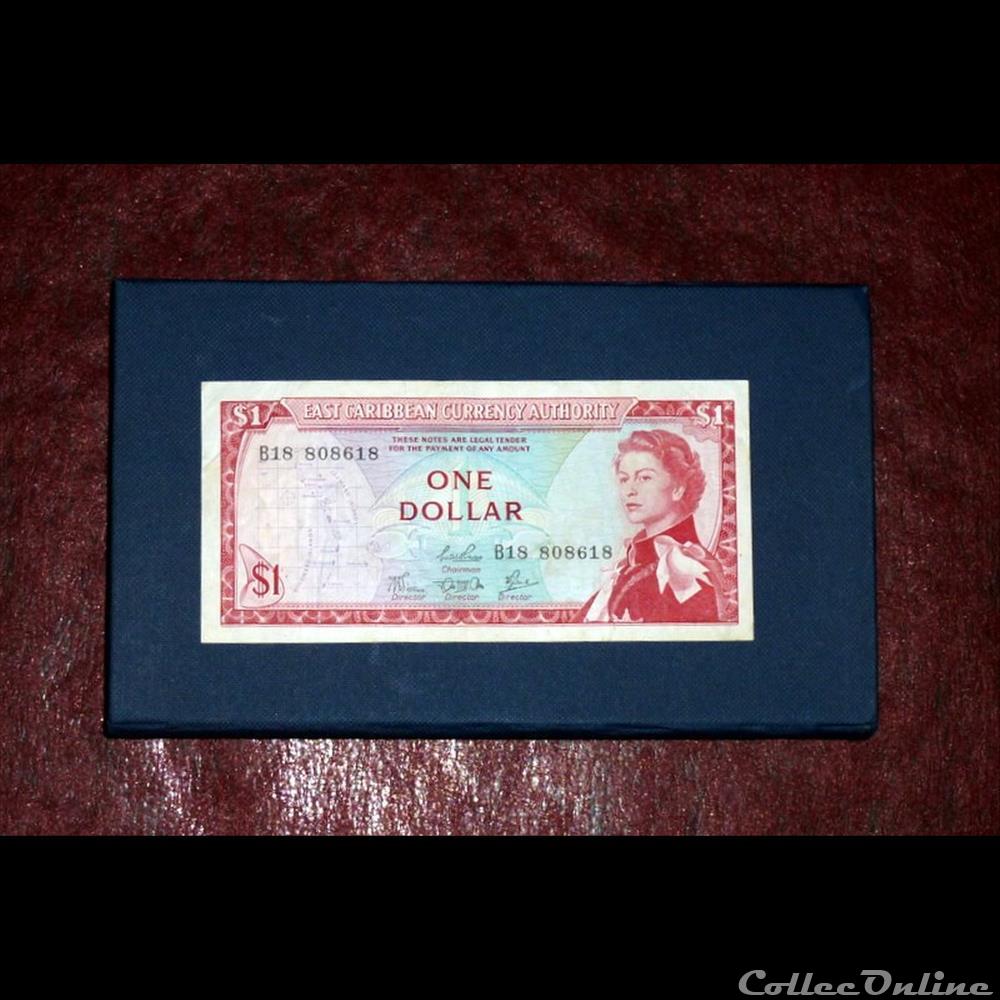 $1 EAST CARIBBEAN CURRENCY AUTHORITY $1
THESE NOTES ARE LEGAL TENDER
FOR THE PAYMENT OF ANY AMOUNT
B18 808618
ONE
DOLLAR
B18 808618
Chairman
$1
Director Director Director
CollecOnline